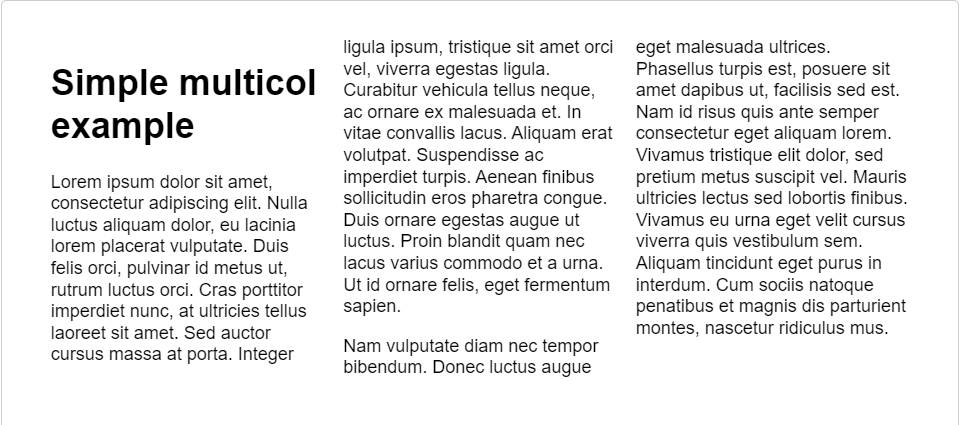 Simple multicol
example
Lorem ipsum dolor sit amet,
consectetur adipiscing elit. Nulla
luctus aliquam dolor, eu lacinia
lorem placerat vulputate. Duis
felis orci, pulvinar id metus ut,
rutrum luctus orci. Cras porttitor
imperdiet nunc, at ultricies tellus
laoreet sit amet. Sed auctor
cursus massa at porta. Integer
ligula ipsum, tristique sit amet orci
vel, viverra egestas ligula.
Curabitur vehicula tellus neque,
ac ornare ex malesuada et. In
vitae convallis lacus. Aliquam erat
volutpat. Suspendisse ac
imperdiet turpis. Aenean finibus
sollicitudin eros pharetra congue.
Duis ornare egestas augue ut
luctus. Proin blandit quam nec
lacus varius commodo et a urna.
Ut id ornare felis, eget fermentum
sapien.
Nam vulputate diam nec tempor
bibendum. Donec luctus augue
eget malesuada ultrices.
Phasellus turpis est, posuere sit
amet dapibus ut, facilisis sed est.
Nam id risus quis ante semper
consectetur eget aliquam lorem.
Vivamus tristique elit dolor, sed
pretium metus suscipit vel. Mauris
ultricies lectus sed lobortis finibus.
Vivamus eu urna eget velit cursus
viverra quis vestibulum sem.
Aliquam tincidunt eget purus in
interdum. Cum sociis natoque
penatibus et magnis dis parturient
montes, nascetur ridiculus mus.